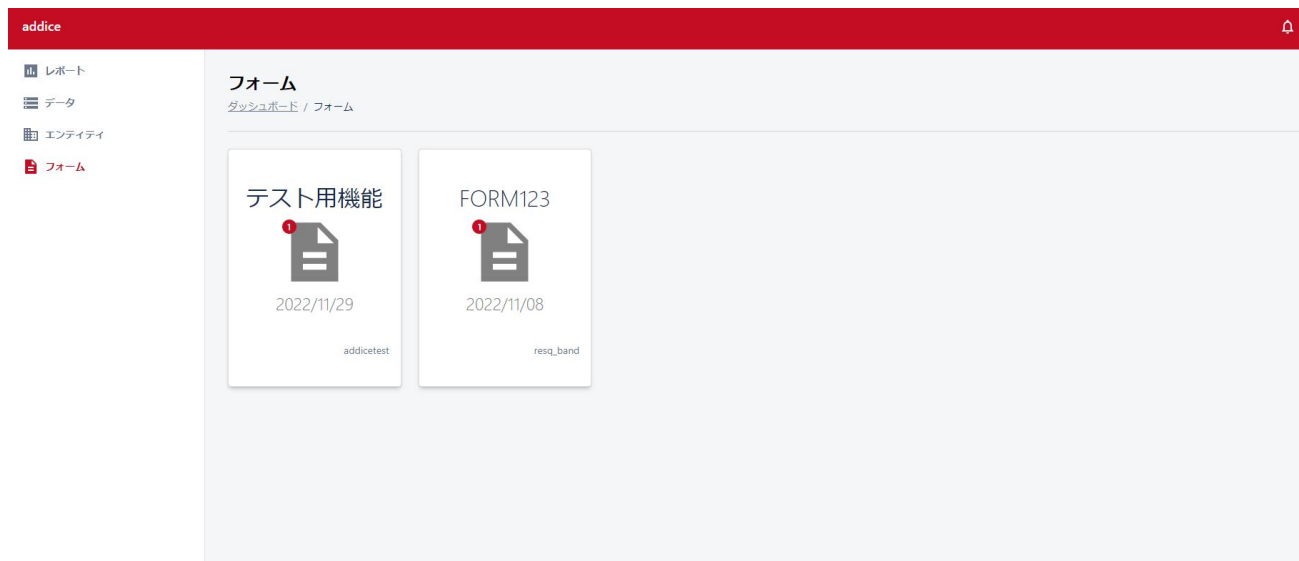 addice
レポート
データ
エンティティ
フォーム
フォーム
ダッシュボード / フォーム
テスト用機能
1
2022/11/29
addicetest
FORM123
1
2022/11/08
resq_band